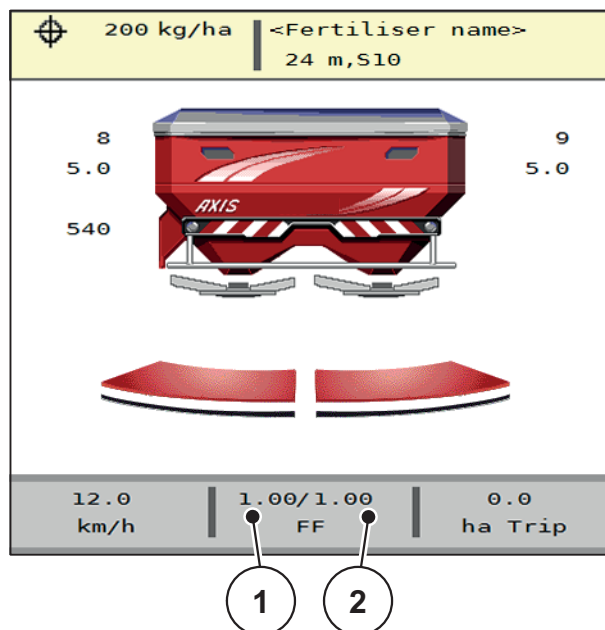 200 kg/ha <Fertiliser name>
24 m,S10
8 9
5.0 5.0
AXIS
540
12.0 1.00/1.00 0.0
km/h FF ha Trip
1 2